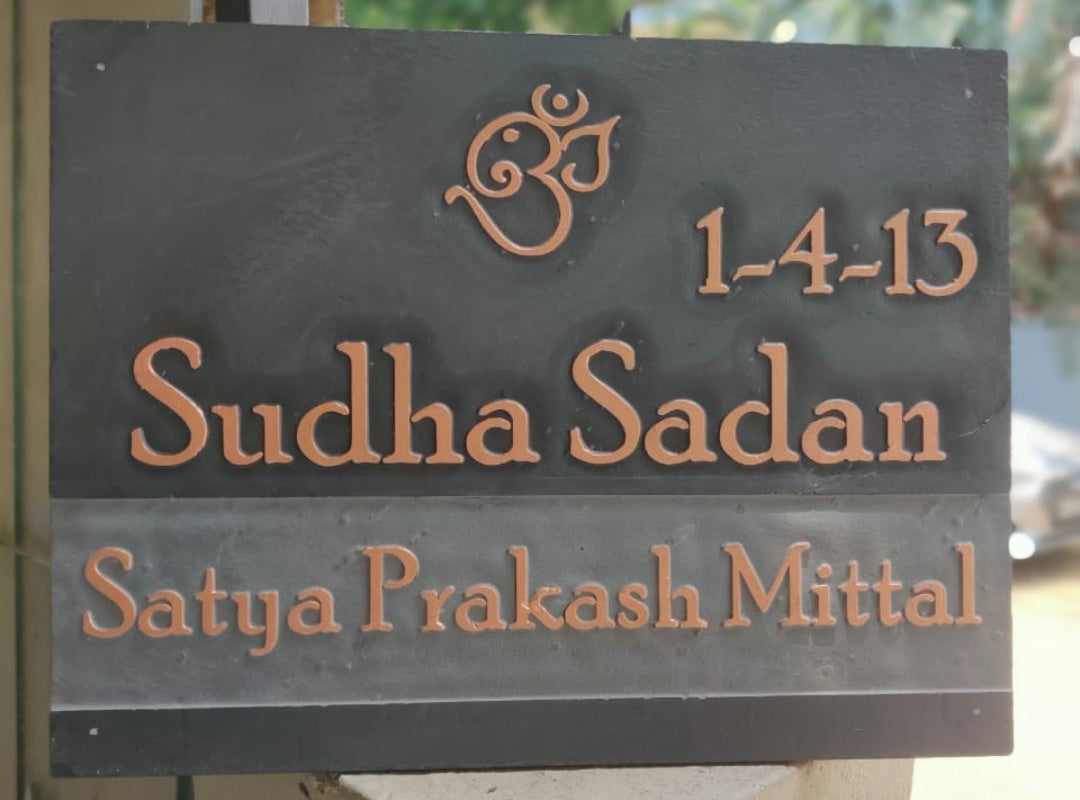 ॐ
1-4-13
Sudha Sadan
Satya Prakash Mittal